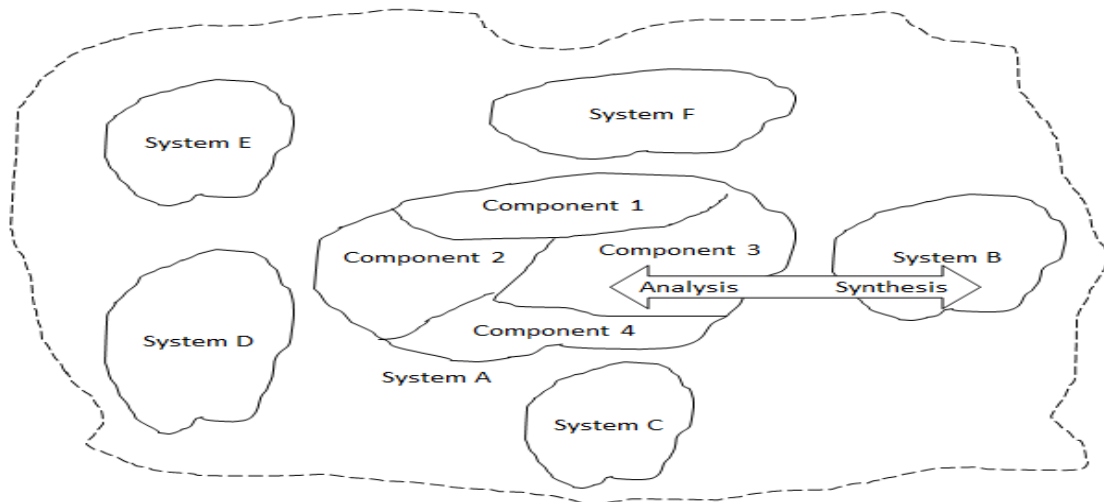 System F
System E
Component 1
Component 2
Component 3
System B
Analysis
Synthesis
Component 4
System D
System A
System C